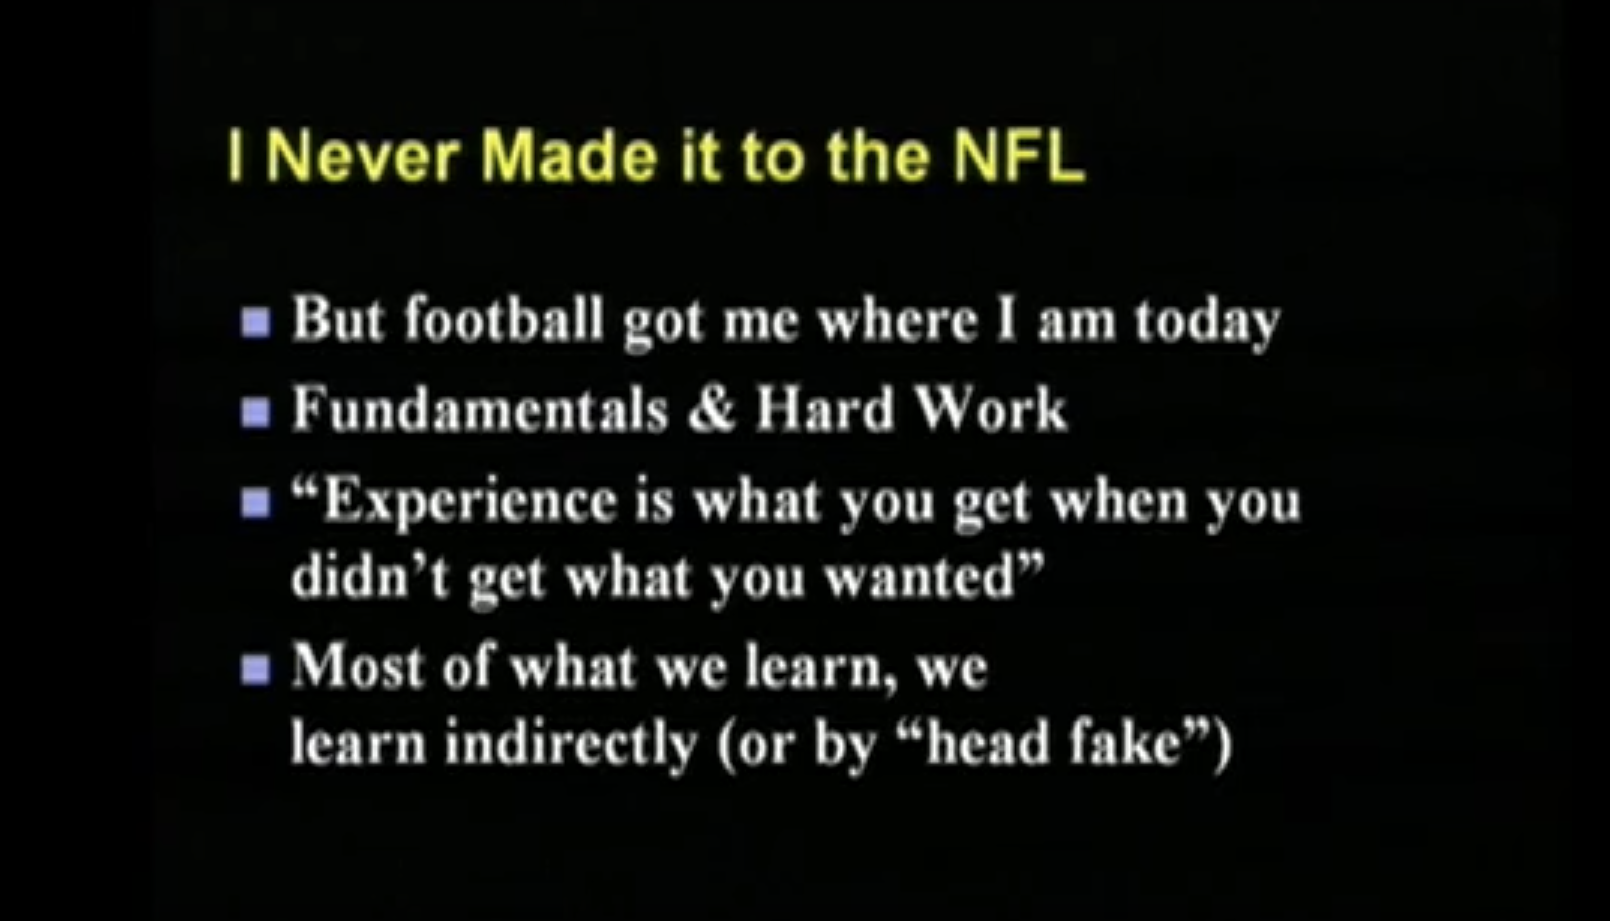 I Never Made it to the NFL
But football got me where I am today
Fundamentals & Hard Work
“Experience is what you get when you
didn’t get what you wanted”
Most of what we learn, we
learn indirectly (or by “head fake”)